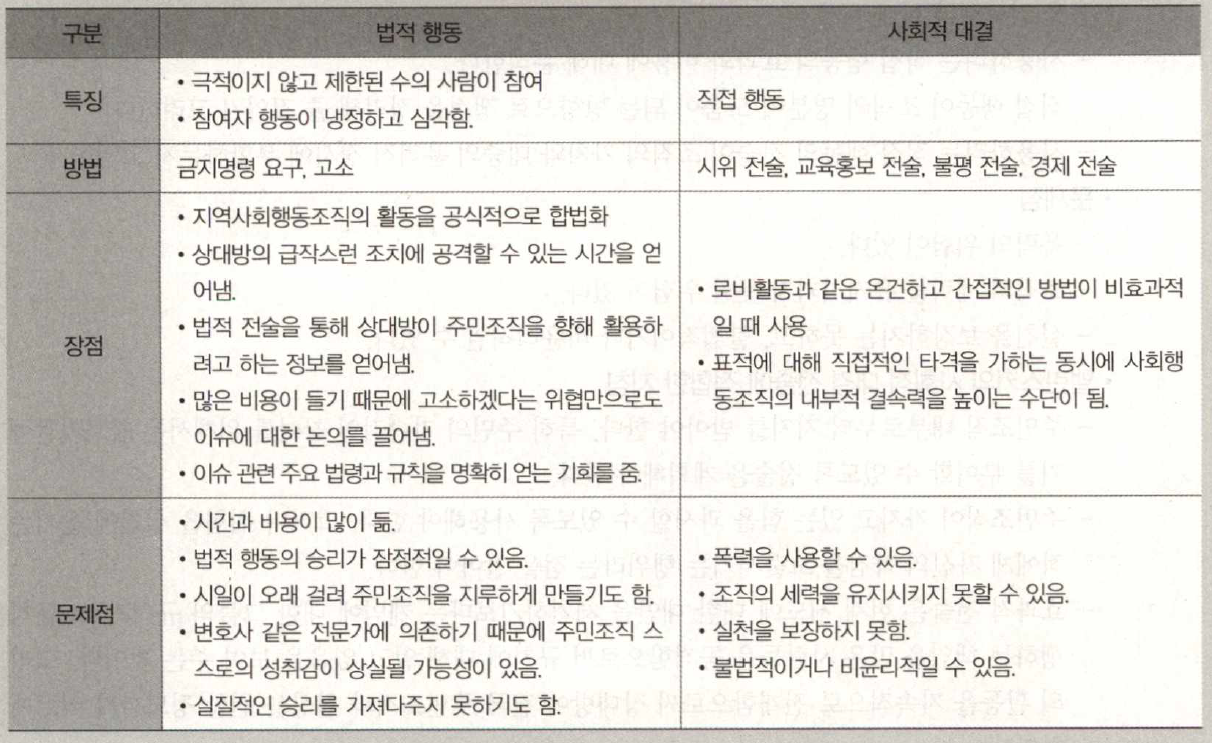 구분
법적 행동
사회적 대결
특징
• 극적이지 않고 제한된 수의 사람이 참여
• 참여자 행동이 냉정하고 심각함.
직접 행동
방법
금지명령 요구, 고소
시위 전술, 교육홍보 전술, 불평 전술, 경제 전술
장점
• 지역사회행동조직의 활동을 공식적으로 합법화
• 상대방의 급작스런 조치에 공격할 수 있는 시간을 얻
어냄.
• 법적 전술을 통해 상대방이 주민조직을 향해 활용하
려고 하는 정보를 얻어냄.
• 많은 비용이 들기 때문에 고소하겠다는 위협만으로도
이슈에 대한 논의를 끌어냄.
• 이슈 관련 주요 법령과 규칙을 명확히 얻는 기회를 줌.
• 로비활동과 같은 온건하고 간접적인 방법이 비효과적
일 때 사용
• 표적에 대해 직접적인 타격을 가하는 동시에 사회행
동조직의 내부적 결속력을 높이는 수단이 됨.
문제점
• 시간과 비용이 많이 듦.
• 법적 행동의 승리가 잠정적일 수 있음.
• 시일이 오래 걸려 주민조직을 지루하게 만들기도 함.
• 변호사 같은 전문가에 의존하기 때문에 주민조직 스
스로의 성취감이 상실될 가능성이 있음.
• 실질적인 승리를 가져다주지 못하기도 함.
• 폭력을 사용할 수 있음.
• 조직의 세력을 유지시키지 못할 수 있음.
• 실천을 보장하지 못함.
• 불법적이거나 비윤리적일 수 있음.